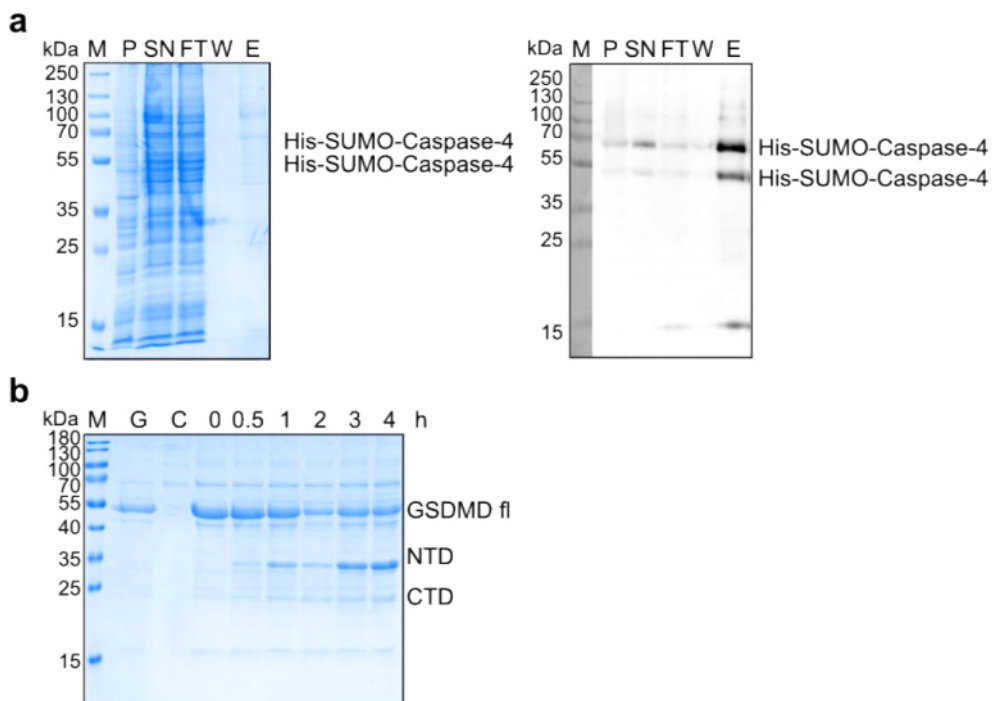 a
kDa M P SN FT W E
250
130
100
70
55
35
25
15
His-SUMO-Caspase-4
His-SUMO-Caspase-4
kDa M P SN FT W E
250
130
100
70
55
35
25
15
His-SUMO-Caspase-4
His-SUMO-Caspase-4
b
kDa M G C 0 0.5 1 2 3 4 h
180
130
100
70
55
40
35
25
15
GSDMD fl
NTD
CTD